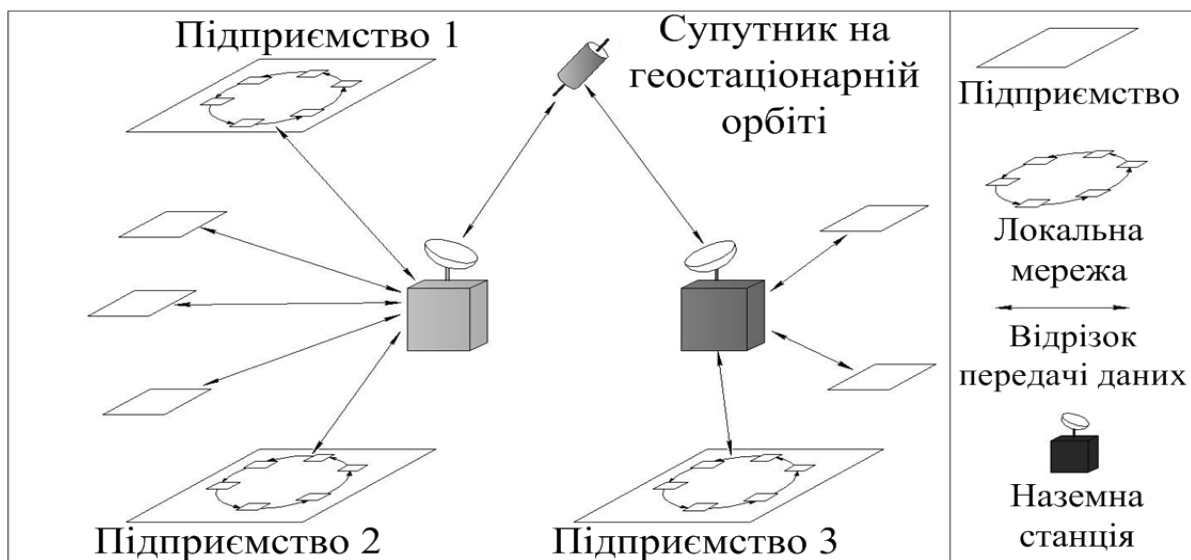 Підприємство 1
Супутник на
геостаціонарній
орбіті
Підприємство 2
Підприємство 3
Підприємство
Локальна
мережа
Відрізок
передачі даних
Наземна
станція